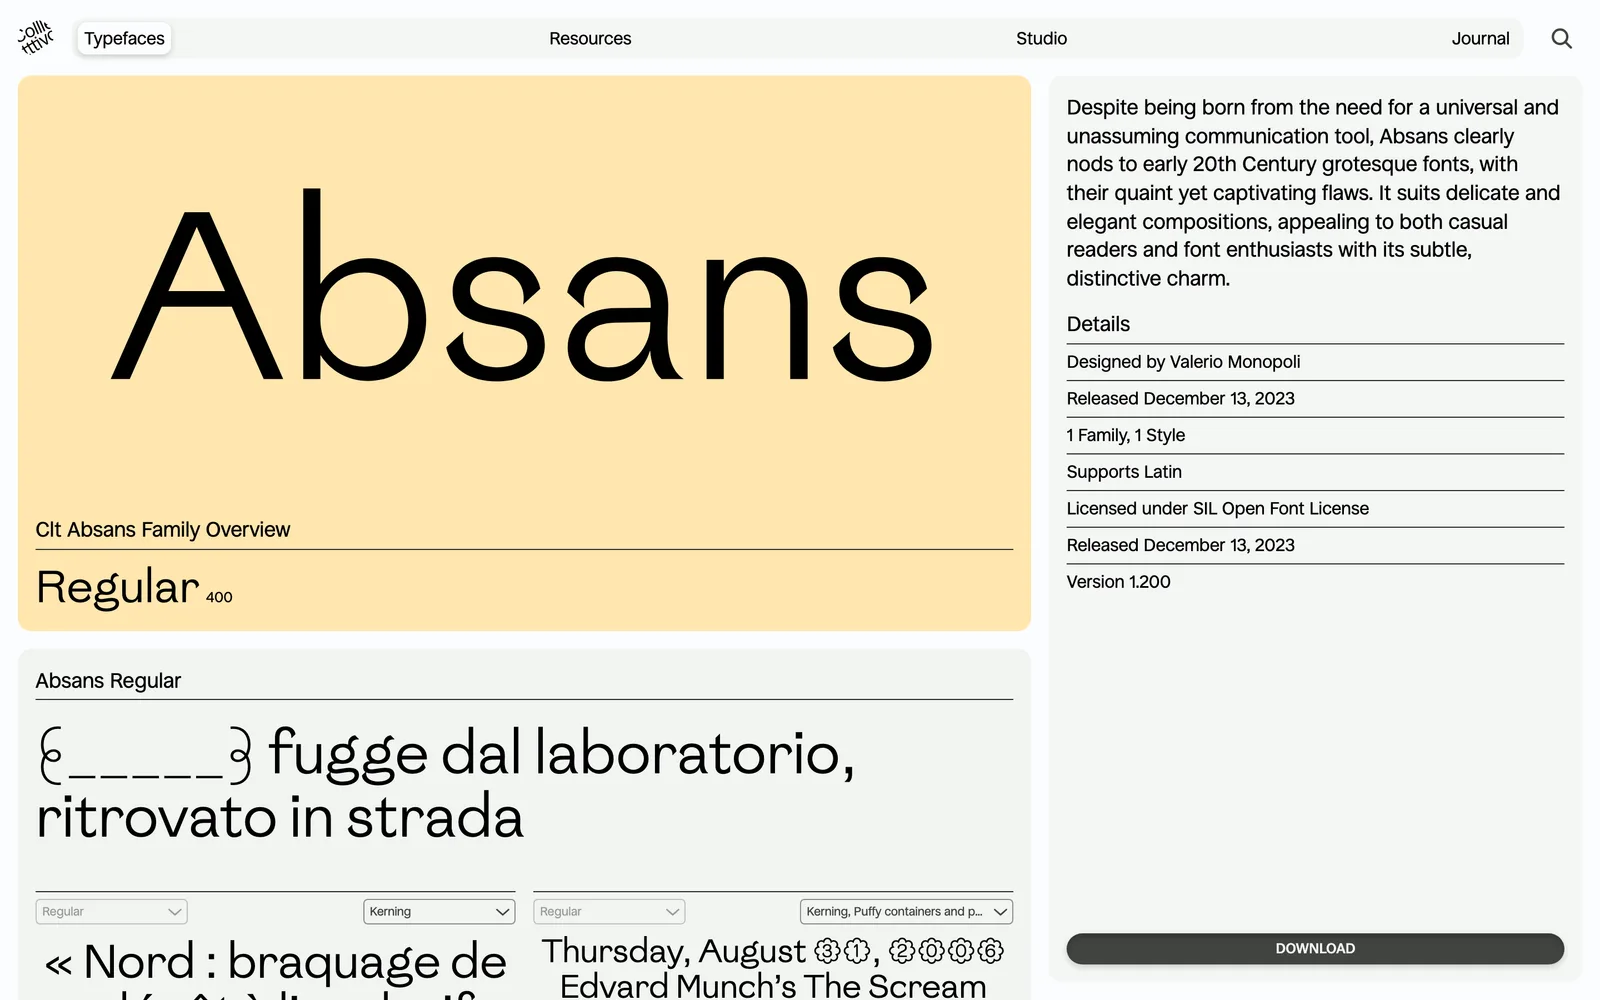 Collletttivo
Typefaces
Resources
Studio
Journal
Absans
Clt Absans Family Overview
Regular 400
Despite being born from the need for a universal and
unassuming communication tool, Absans clearly
nods to early 20th Century grotesque fonts, with
their quaint yet captivating flaws. It suits delicate and
elegant compositions, appealing to both casual
readers and font enthusiasts with its subtle,
distinctive charm.
Details
Designed by Valerio Monopoli
Released December 13, 2023
1 Family, 1 Style
Supports Latin
Licensed under SIL Open Font License
Released December 13, 2023
Version 1.200
DOWNLOAD
Absans Regular
{_____} fugge dal laboratorio,
ritrovato in strada
Regular
Kerning
« Nord : braquage de
Regular
Kerning, Puffy containers and p...
Thursday, August 31, 2006
Edvard Munch’s The Scream